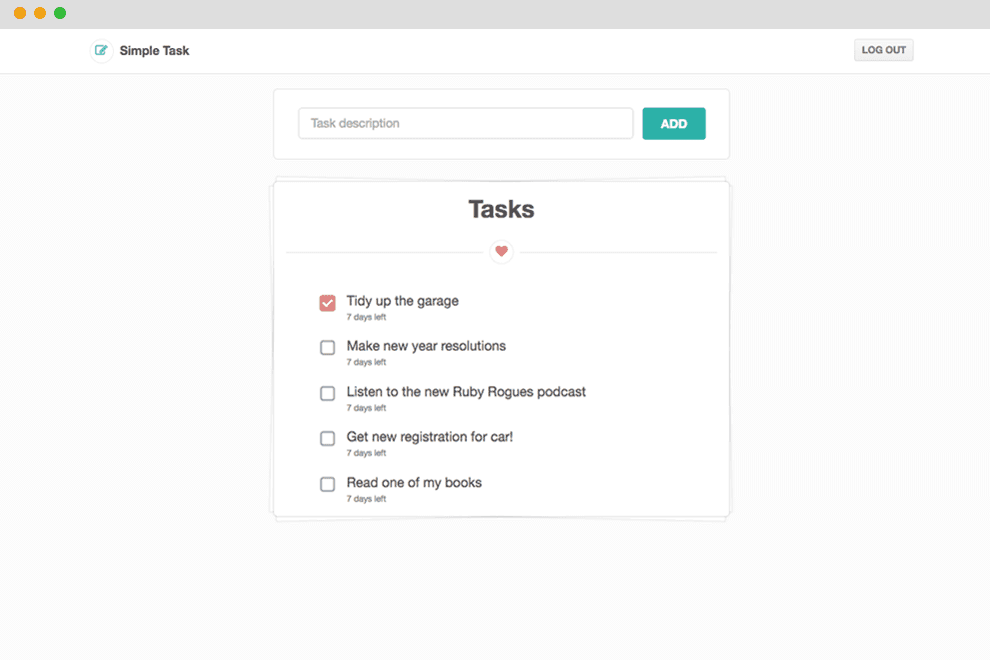 Simple Task
LOG OUT
Task description
ADD
Tasks
Tidy up the garage
7 days left
Make new year resolutions
7 days left
Listen to the new Ruby Rogues podcast
7 days left
Get new registration for car!
7 days left
Read one of my books
7 days left